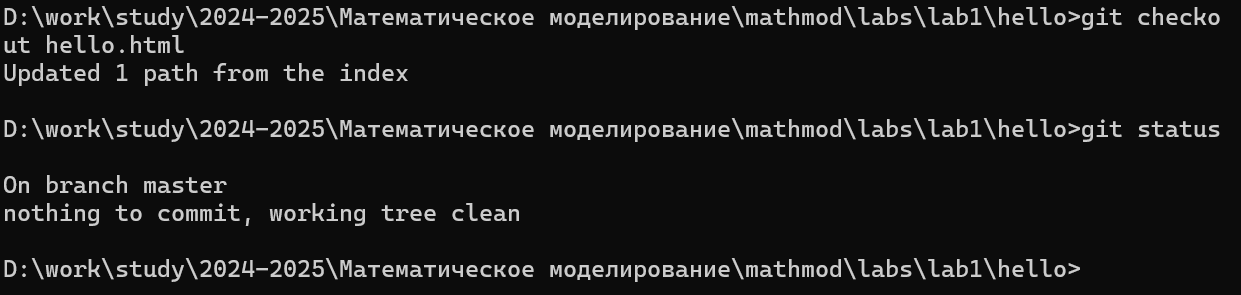 D:\work\study\2024-2025\Математическое моделирование\mathmod\labs\lab1\hello>git checko
ut hello.html
Updated 1 path from the index
D:\work\study\2024-2025\Математическое моделирование\mathmod\labs\lab1\hello>git status
On branch master
nothing to commit, working tree clean
D:\work\study\2024-2025\Математическое моделирование\mathmod\labs\lab1\hello>